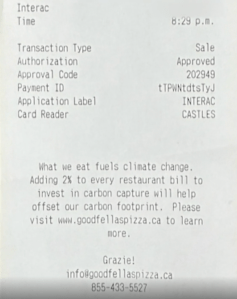 Interac
Time 8:29 p.m.
Transaction Type Sale
Authorization Approved
Approval Code 202949
Payment ID tTPWNtdtsTyJ
Application Label INTERAC
Card Reader CASTLES
What we eat fuels climate change.
Adding 2% to every restaurant bill to
invest in carbon capture will help
offset our carbon footprint. Please
visit www.goodfellaspizza.ca to learn
more.
Grazie!
info@goodfellaspizza.ca
855-433-5527